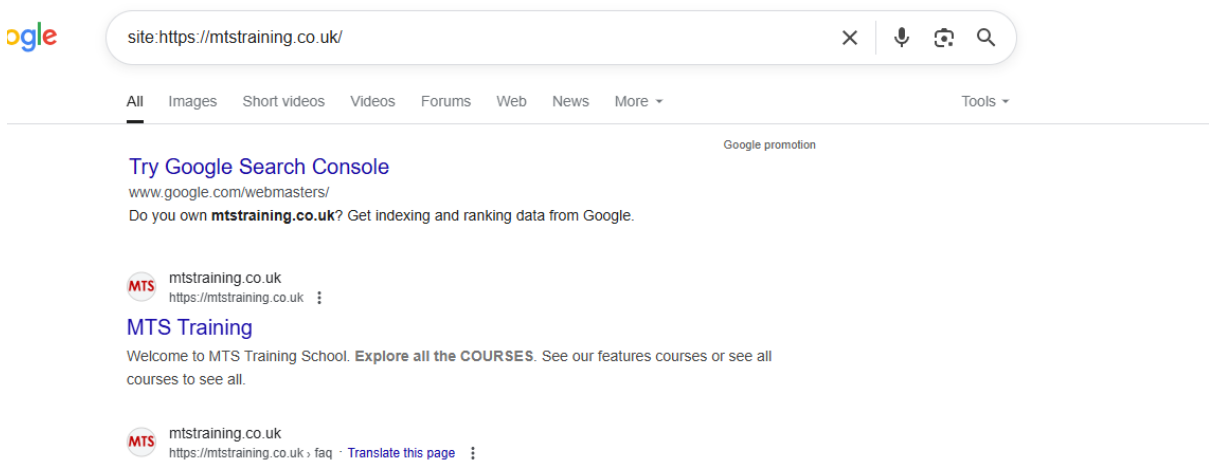 ogle
site:https://mtstraining.co.uk/
All Images Short videos Videos Forums Web News More Tools
Google promotion
Try Google Search Console
www.google.com/webmasters/
Do you own mtstraining.co.uk? Get indexing and ranking data from Google.
MTS
mtstraining.co.uk
https://mtstraining.co.uk
MTS Training
Welcome to MTS Training School. Explore all the COURSES. See our features courses or see all
courses to see all.
MTS
mtstraining.co.uk
https://mtstraining.co.uk › faq · Translate this page